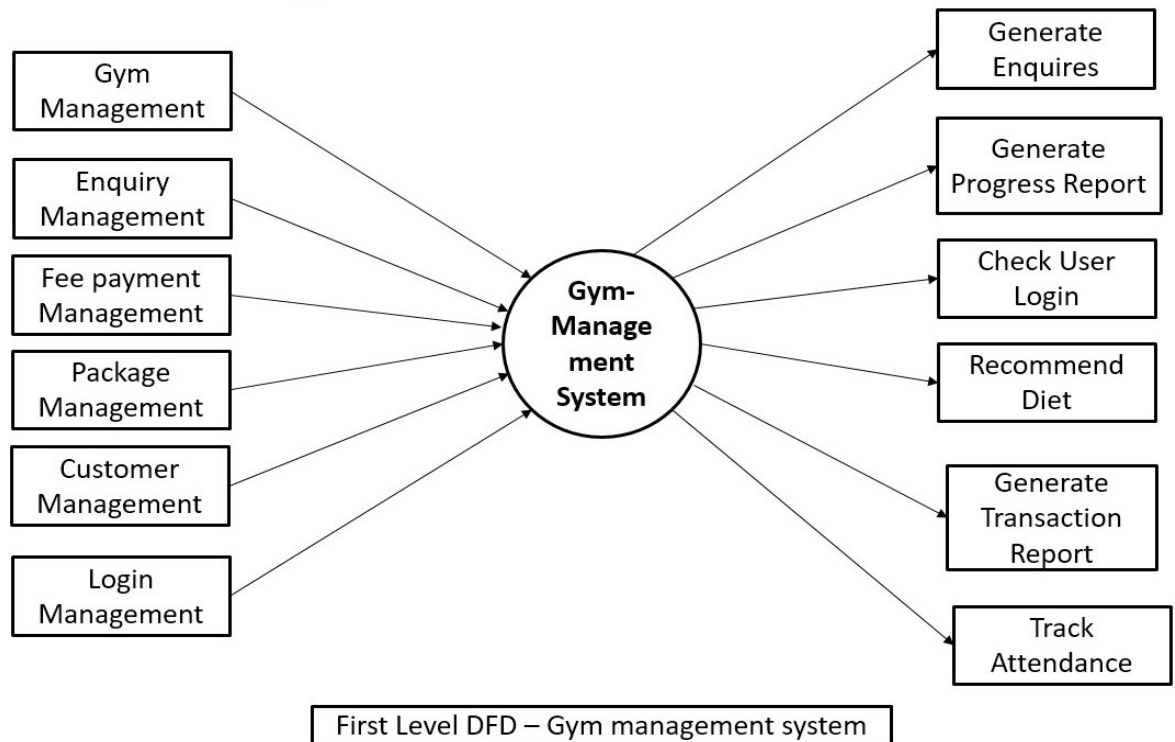 Gym
Management
Enquiry
Management
Fee payment
Management
Package
Management
Customer
Management
Login
Management
Gym-
Manage
ment
System
Generate
Enquires
Generate
Progress Report
Check User
Login
Recommend
Diet
Generate
Transaction
Report
Track
Attendance
First Level DFD – Gym management system